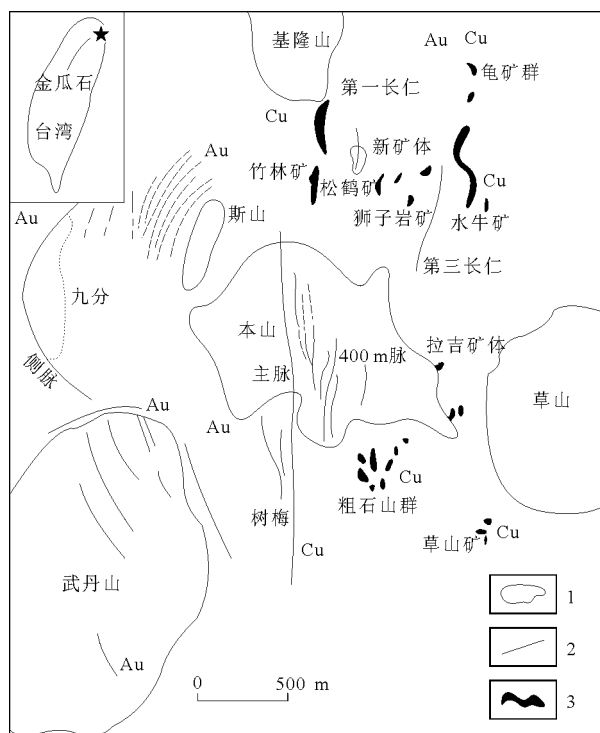 基隆山
Au
Cu
金瓜石
台湾
第一长仁
龟矿群
Cu
新矿体
Au
竹林矿
松鹤矿
Cu
狮子岩矿
水牛矿
Au
斯山
第三长仁
九分
本山
拉吉矿体
400 m脉
主脉
侧脉
草山
Au
Au
Cu
树梅
粗石山群
Cu
草山矿
Cu
武丹山
Au
0
500 m
1
2
3